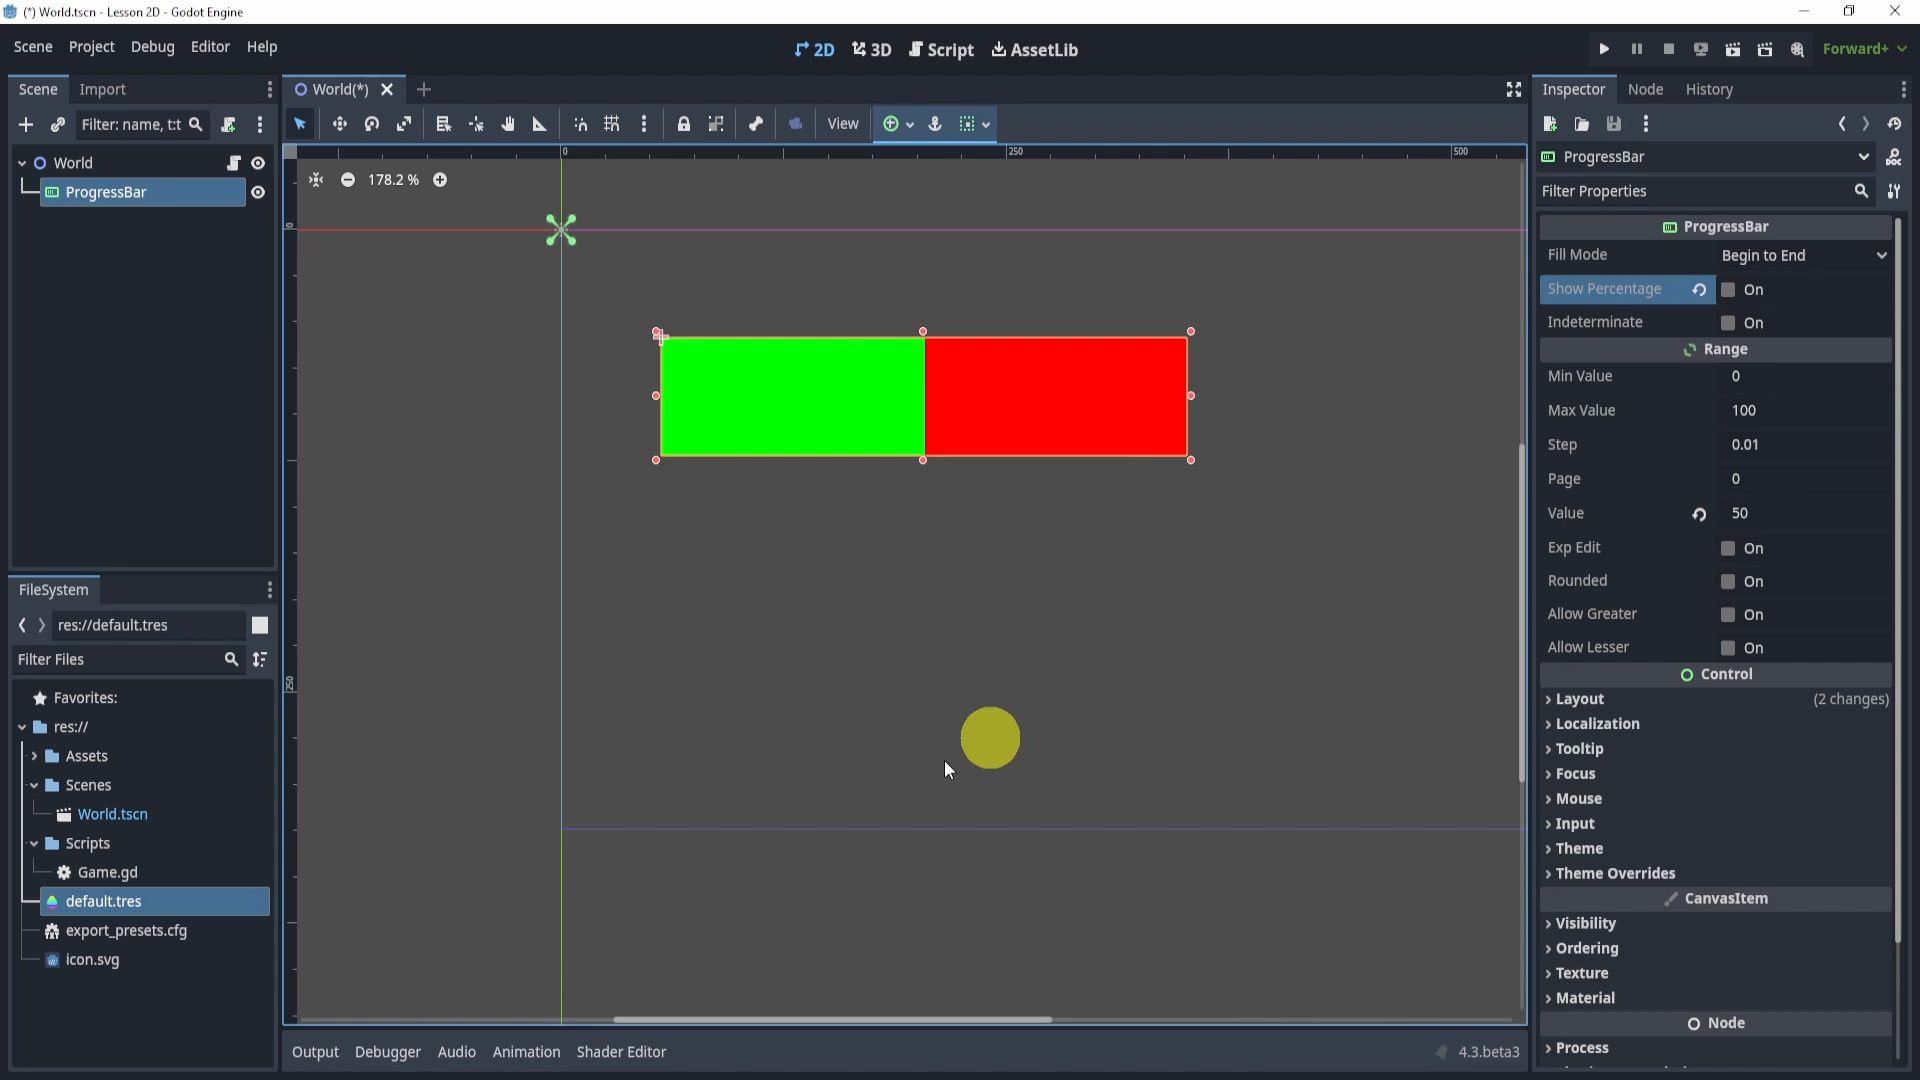 (*) World.tscn - Lesson 2D - Godot Engine
Scene Project Debug Editor Help
2D 3D Script AssetLib
Forward+
Scene Import
World(*)
Inspector Node History
Filter: name, t:t
View
World
ProgressBar
0 250 500
178.2 %
0
250
FileSystem
res://default.tres
Filter Files
Favorites:
res://
Assets
Scenes
World.tscn
Scripts
Game.gd
default.tres
export_presets.cfg
icon.svg
Output Debugger Audio Animation Shader Editor
4.3.beta3
ProgressBar
Filter Properties
ProgressBar
Fill Mode Begin to End
Show Percentage On
Indeterminate On
Range
Min Value 0
Max Value 100
Step 0.01
Page 0
Value 50
Exp Edit On
Rounded On
Allow Greater On
Allow Lesser On
Control
Layout (2 changes)
Localization
Tooltip
Focus
Mouse
Input
Theme
Theme Overrides
CanvasItem
Visibility
Ordering
Texture
Material
Node
Process